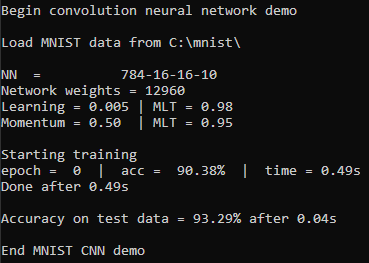 Begin convolution neural network demo
Load MNIST data from C:\mnist\
NN  =          784-16-16-10
Network weights = 12960
Learning = 0.005 | MLT = 0.98
Momentum = 0.50  | MLT = 0.95
Starting training
epoch =  0  |  acc =  90.38%  |  time = 0.49s
Done after 0.49s
Accuracy on test data = 93.29% after 0.04s
End MNIST CNN demo